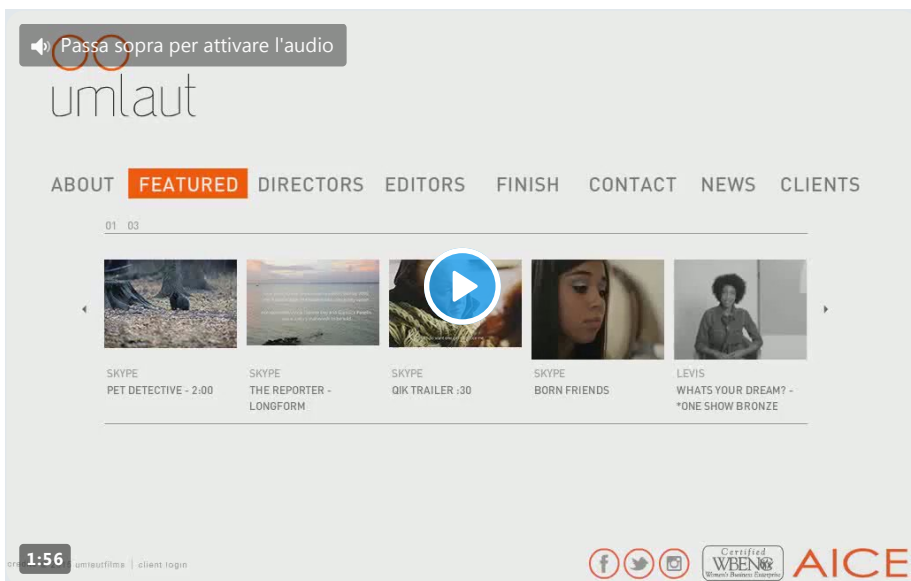 Passa sopra per attivare l'audio
umlaut
ABOUT FEATURED DIRECTORS EDITORS FINISH CONTACT NEWS CLIENTS
01 03
SKYPE
PET DETECTIVE - 2:00
SKYPE
THE REPORTER -
LONGFORM
SKYPE
QIK TRAILER :30
SKYPE
BORN FRIENDS
LEVIS
WHATS YOUR DREAM? -
*ONE SHOW BRONZE
1:56
umlautfilms | client login
Certified
WBENC
Women's Business Enterprise
AICE